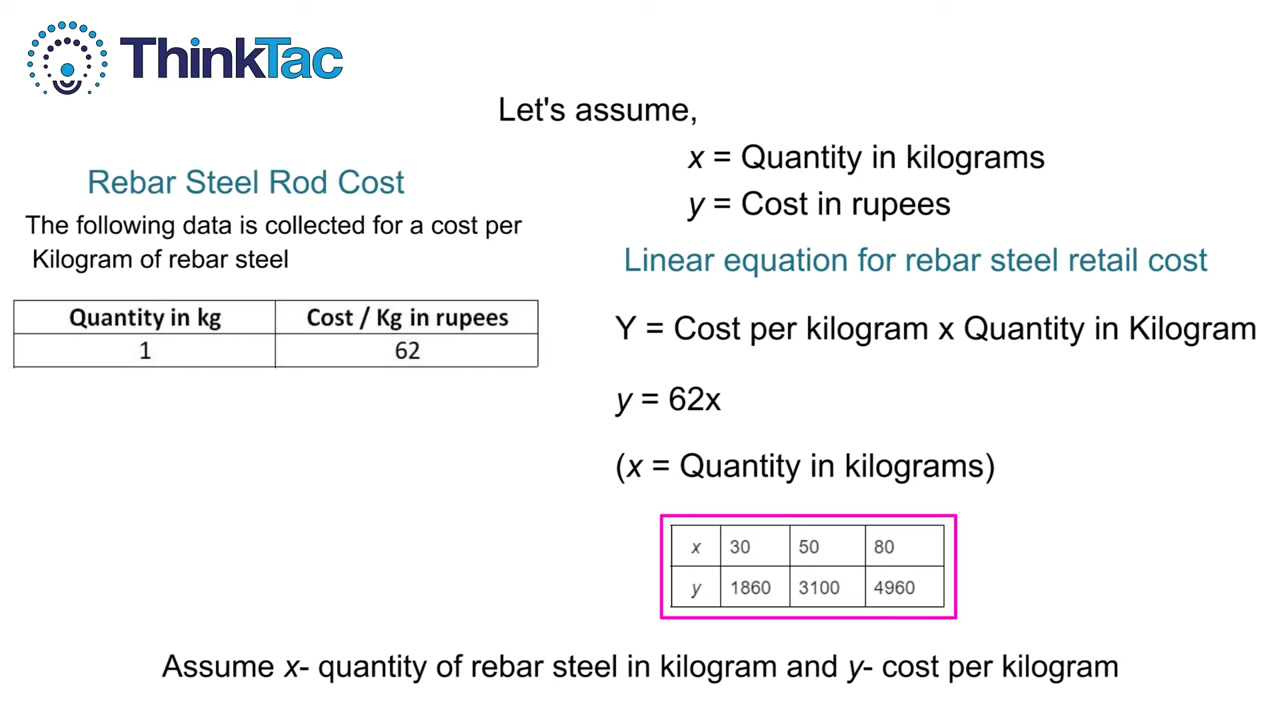 ThinkTac
Let's assume,
x = Quantity in kilograms
y = Cost in rupees
Rebar Steel Rod Cost
The following data is collected for a cost per
Kilogram of rebar steel
Quantity in kg Cost / Kg in rupees
1 62
Linear equation for rebar steel retail cost
Y = Cost per kilogram x Quantity in Kilogram
y = 62x
(x = Quantity in kilograms)
x 30 50 80
y 1860 3100 4960
Assume x- quantity of rebar steel in kilogram and y- cost per kilogram